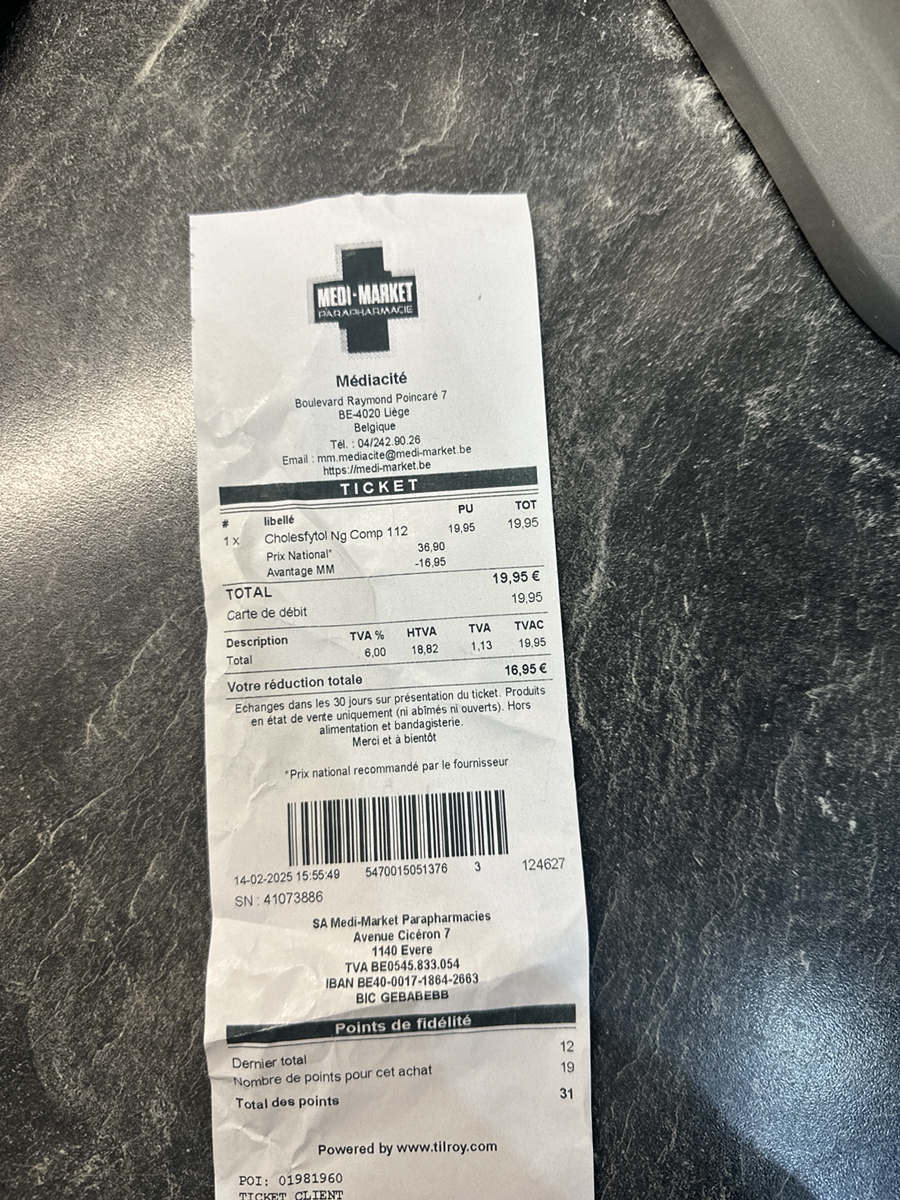 MEDI-MARKET
PARAPHARMACIE
Médiacité
Boulevard Raymond Poincaré 7
BE-4020 Liège
Belgique
Tél. : 04/242.90.26
Email : mm.mediacite@medi-market.be
https://medi-market.be
TICKET
# libellé PU TOT
1 x Cholesfytol Ng Comp 112 19,95 19,95
Prix National* 36,90
Avantage MM -16,95
TOTAL 19,95 €
Carte de débit 19,95
Description TVA % HTVA TVA TVAC
Total 6,00 18,82 1,13 19,95
Votre réduction totale 16,95 €
Echanges dans les 30 jours sur présentation du ticket. Produits
en état de vente uniquement (ni abîmés ni ouverts). Hors
alimentation et bandagisterie.
Merci et à bientôt
*Prix national recommandé par le fournisseur
14-02-2025 15:55:49 5470015051376 3 124627
SN : 41073886
SA Medi-Market Parapharmacies
Avenue Cicéron 7
1140 Evere
TVA BE0545.833.054
IBAN BE40-0017-1864-2663
BIC GEBABEBB
Points de fidélité
Dernier total 12
Nombre de points pour cet achat 19
Total des points 31
Powered by www.tilroy.com
POI: 01981960
TICKET CLIENT